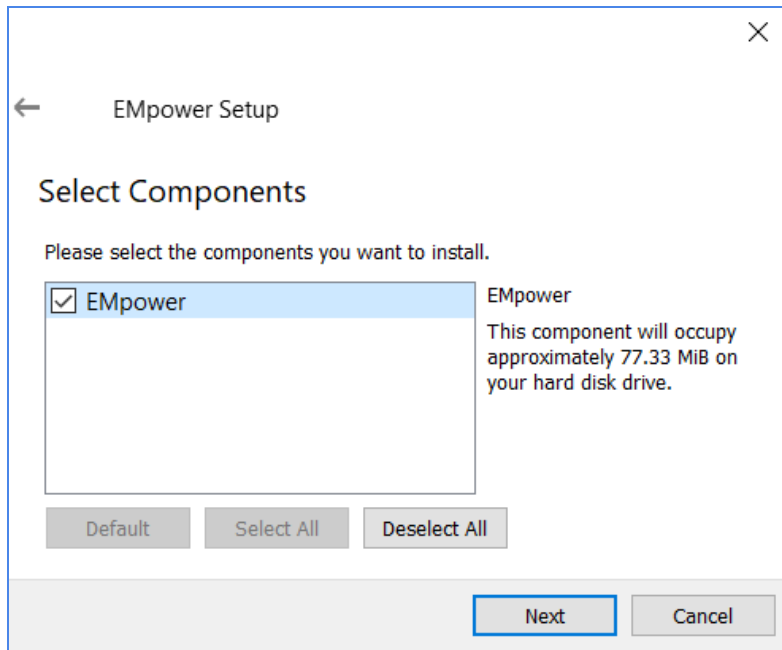 EMpower Setup
Select Components
Please select the components you want to install.
EMpower
EMpower
This component will occupy
approximately 77.33 MiB on
your hard disk drive.
Default
Select All
Deselect All
Next
Cancel